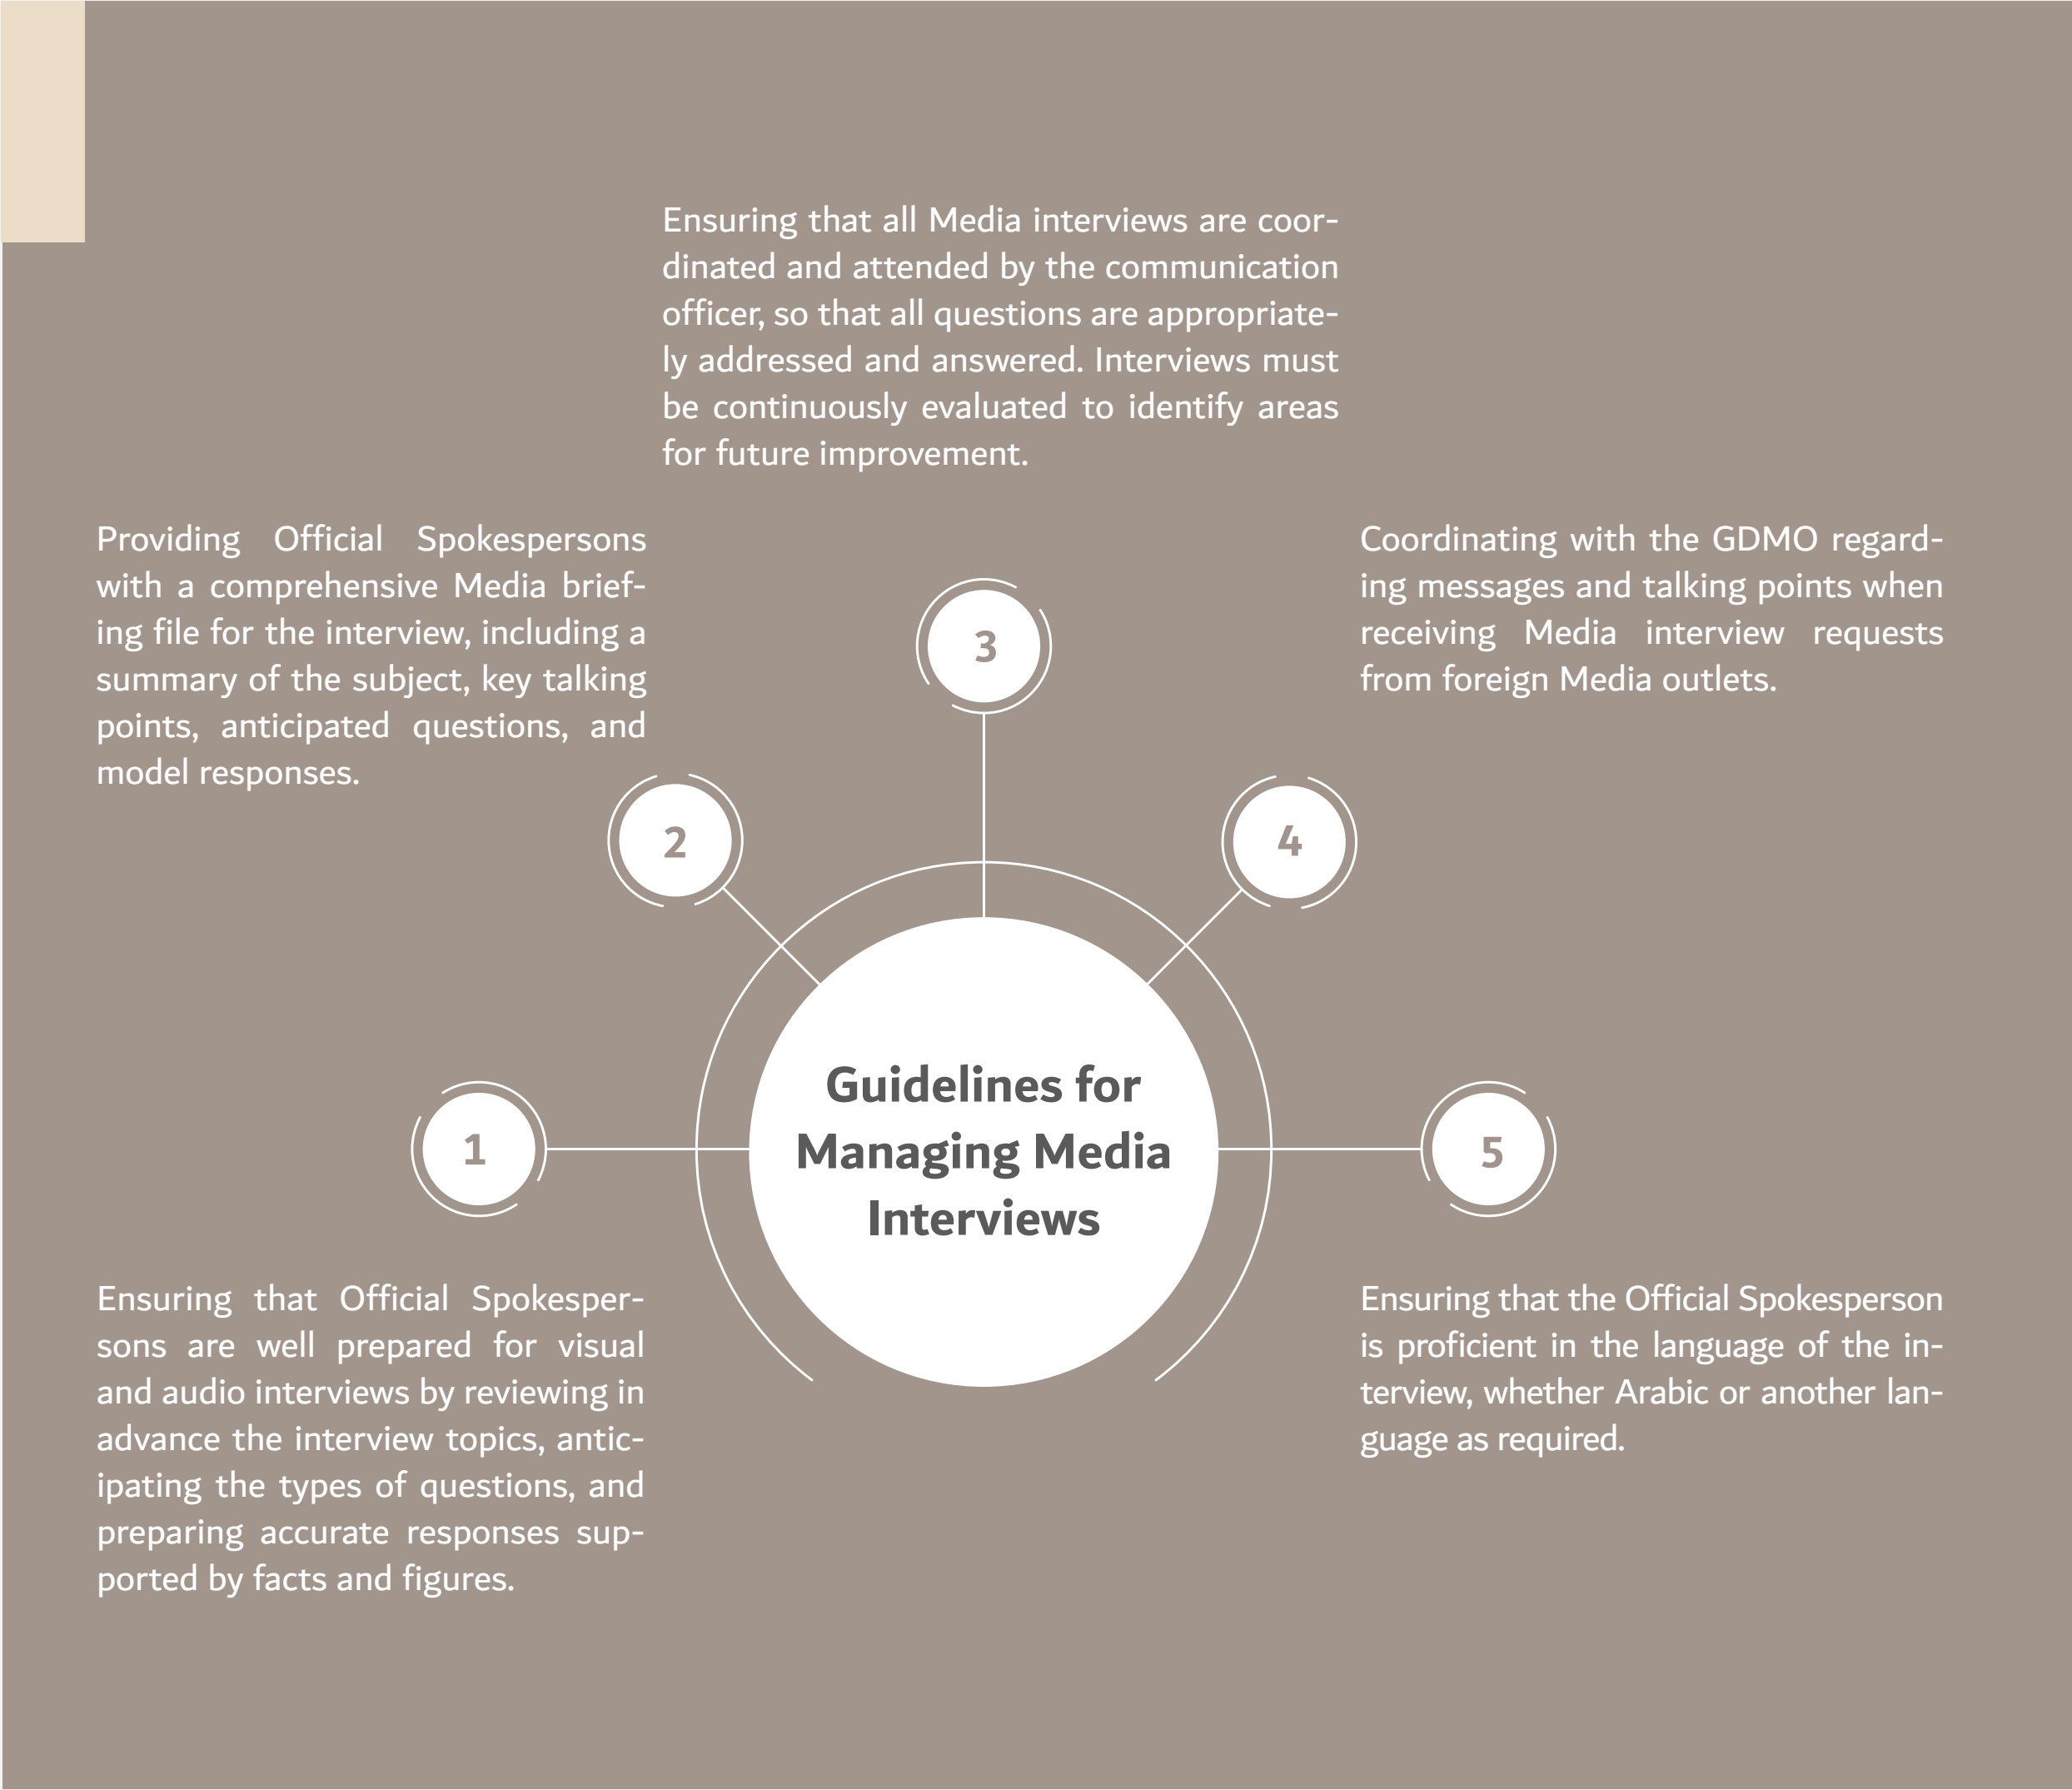 Ensuring that all Media interviews are coor-
dinated and attended by the communication
officer, so that all questions are appropriate-
ly addressed and answered. Interviews must
be continuously evaluated to identify areas
for future improvement.
Providing Official Spokespersons
with a comprehensive Media brief-
ing file for the interview, including a
summary of the subject, key talking
points, anticipated questions, and
model responses.
Coordinating with the GDMO regard-
ing messages and talking points when
receiving Media interview requests
from foreign Media outlets.
3
2
4
Guidelines for
Managing Media
Interviews
1
5
Ensuring that Official Spokesper-
sons are well prepared for visual
and audio interviews by reviewing in
advance the interview topics, antic-
ipating the types of questions, and
preparing accurate responses sup-
ported by facts and figures.
Ensuring that the Official Spokesperson
is proficient in the language of the in-
terview, whether Arabic or another lan-
guage as required.